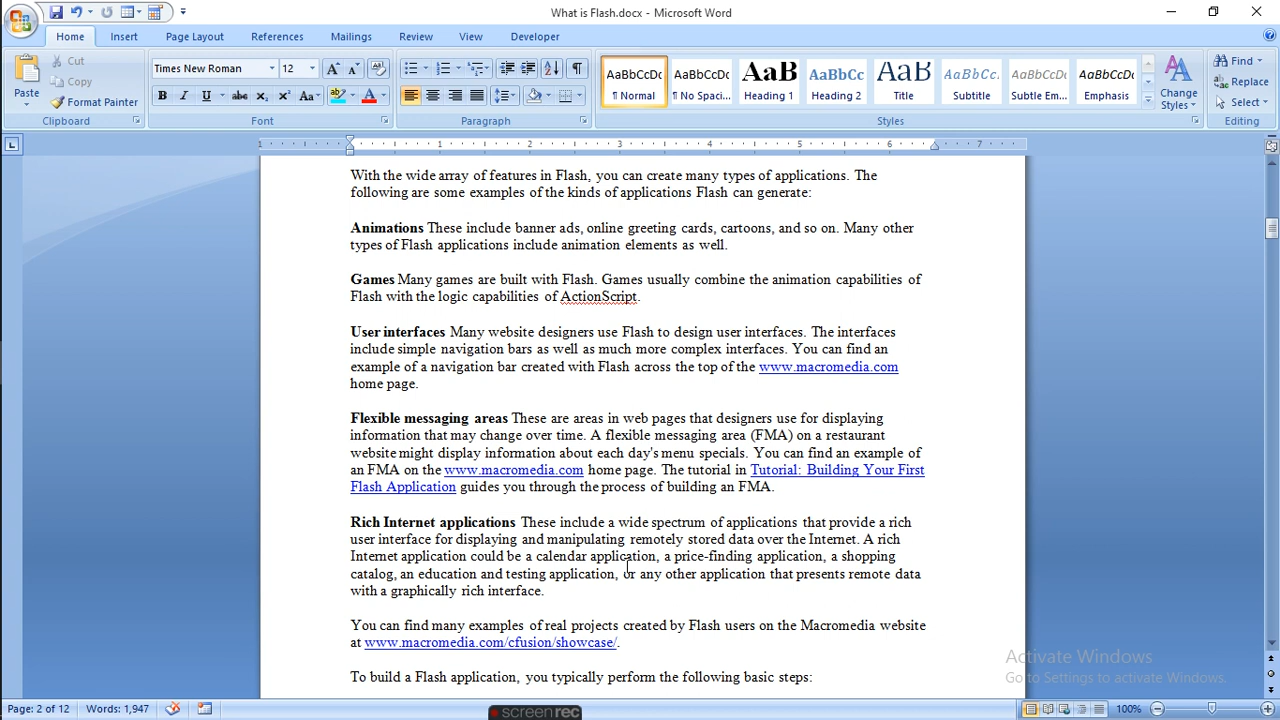 What is Flash.docx - Microsoft Word
Home Insert Page Layout References Mailings Review View Developer
Paste Cut Copy Format Painter
Clipboard
Times New Roman 12
B I U abc x₂ x² Aa ab A
Font
Paragraph
AaBbCcDc AaBbCcDc AaB AaBbCc AaB AaBbCc. AaBbCcDc AaBbCcDc
¶ Normal ¶ No Spaci... Heading 1 Heading 2 Title Subtitle Subtle Em... Emphasis
Change Styles
Styles
Find Replace Select
Editing
1 1 2 3 4 5 6 7
With the wide array of features in Flash, you can create many types of applications. The
following are some examples of the kinds of applications Flash can generate:
Animations These include banner ads, online greeting cards, cartoons, and so on. Many other
types of Flash applications include animation elements as well.
Games Many games are built with Flash. Games usually combine the animation capabilities of
Flash with the logic capabilities of ActionScript.
User interfaces Many website designers use Flash to design user interfaces. The interfaces
include simple navigation bars as well as much more complex interfaces. You can find an
example of a navigation bar created with Flash across the top of the www.macromedia.com
home page.
Flexible messaging areas These are areas in web pages that designers use for displaying
information that may change over time. A flexible messaging area (FMA) on a restaurant
website might display information about each day's menu specials. You can find an example of
an FMA on the www.macromedia.com home page. The tutorial in Tutorial: Building Your First
Flash Application guides you through the process of building an FMA.
Rich Internet applications These include a wide spectrum of applications that provide a rich
user interface for displaying and manipulating remotely stored data over the Internet. A rich
Internet application could be a calendar application, a price-finding application, a shopping
catalog, an education and testing application, or any other application that presents remote data
with a graphically rich interface.
You can find many examples of real projects created by Flash users on the Macromedia website
at www.macromedia.com/cfusion/showcase/.
To build a Flash application, you typically perform the following basic steps:
Activate Windows
Go to Settings to activate Windows.
Page: 2 of 12 Words: 1,947 100%
screenrec